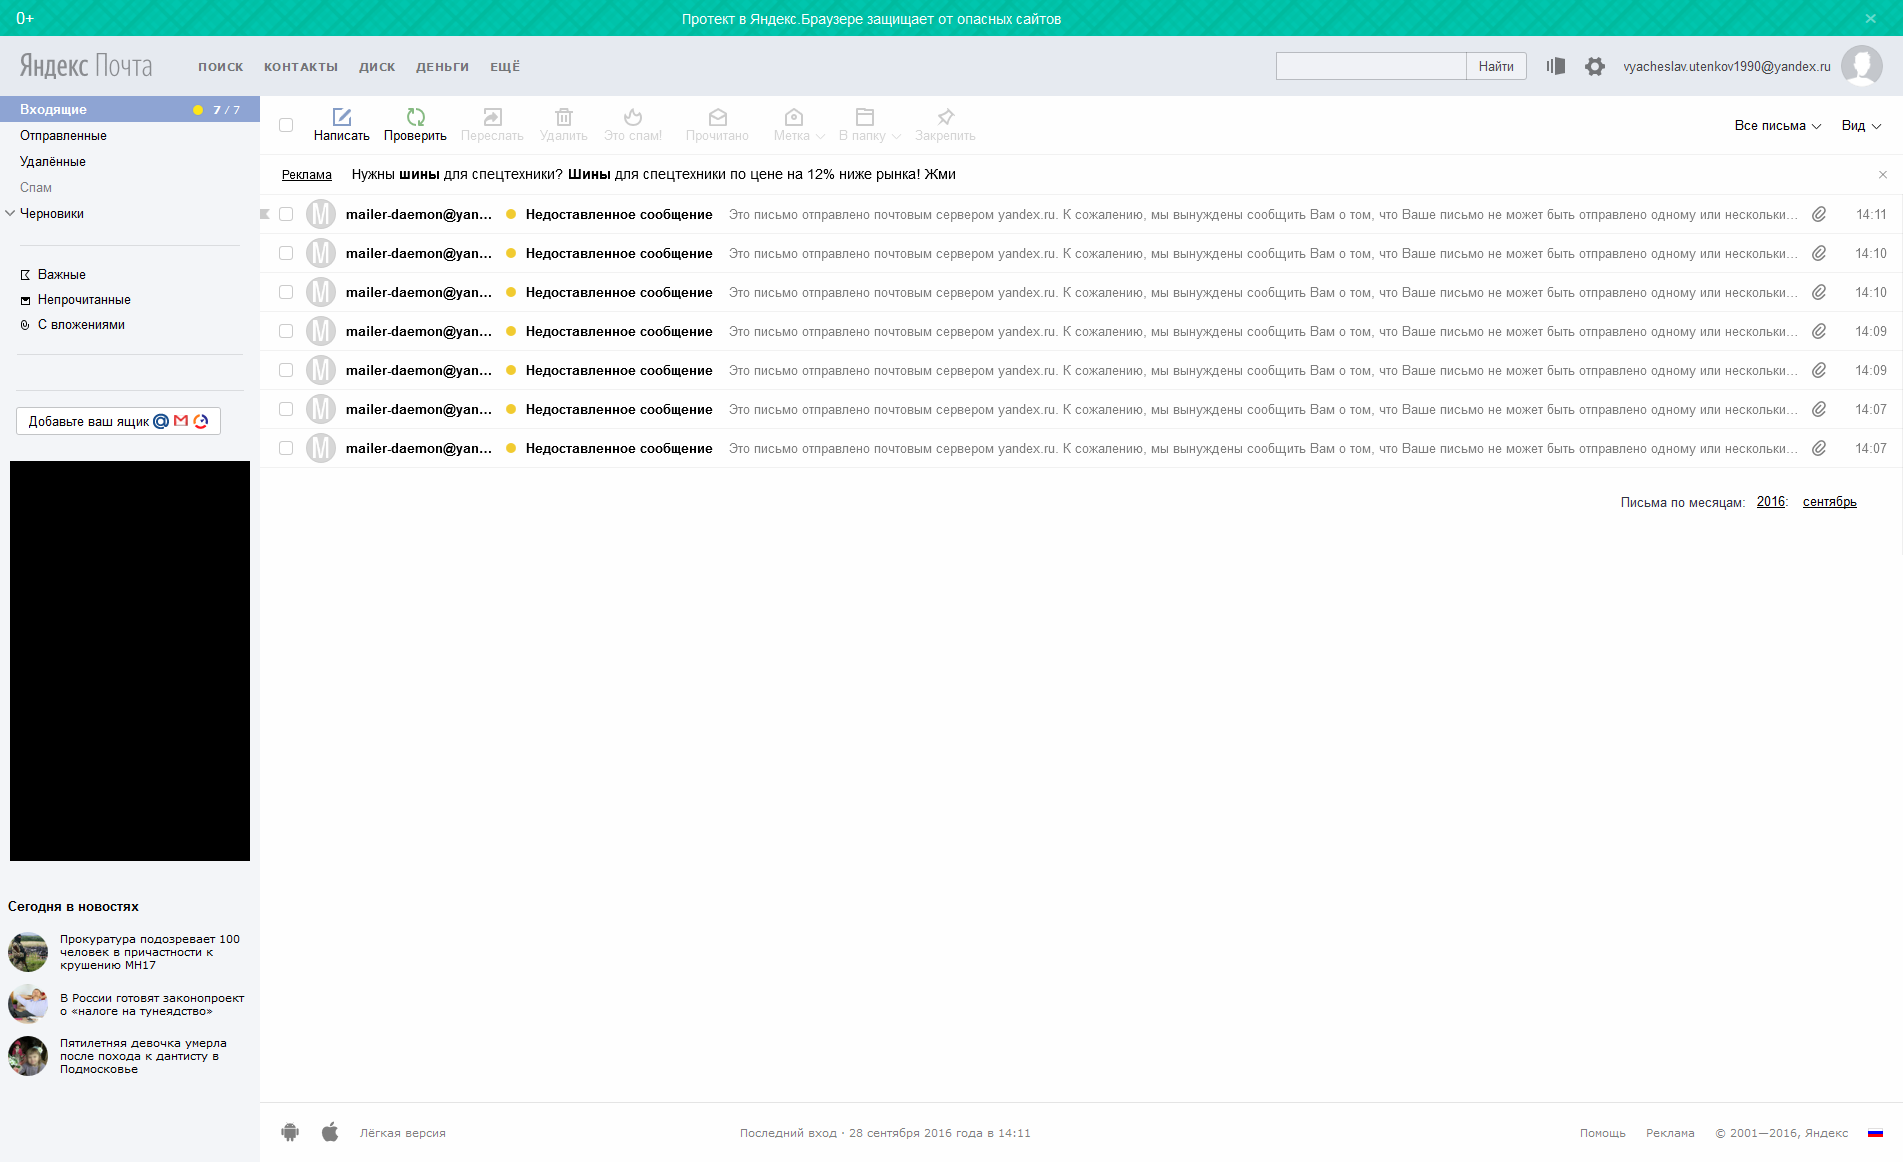 0+
Протект в Яндекс.Браузере защищает от опасных сайтов
Яндекс Почта
ПОИСК КОНТАКТЫ ДИСК ДЕНЬГИ ЕЩЁ
Найти
vyacheslav.utenkov1990@yandex.ru
Входящие 7 / 7
Отправленные
Удалённые
Спам
Черновики
Важные
Непрочитанные
С вложениями
Добавьте ваш ящик
Сегодня в новостях
Прокуратура подозревает 100
человек в причастности к
крушению MH17
В России готовят законопроект
о «налоге на тунеядство»
Пятилетняя девочка умерла
после похода к дантисту в
Подмосковье
Написать Проверить Переслать Удалить Это спам! Прочитано Метка В папку Закрепить
Все письма Вид
Реклама Нужны шины для спецтехники? Шины для спецтехники по цене на 12% ниже рынка! Жми
M mailer-daemon@yan... Недоставленное сообщение Это письмо отправлено почтовым сервером yandex.ru. К сожалению, мы вынуждены сообщить Вам о том, что Ваше письмо не может быть отправлено одному или нескольки... 14:11
M mailer-daemon@yan... Недоставленное сообщение Это письмо отправлено почтовым сервером yandex.ru. К сожалению, мы вынуждены сообщить Вам о том, что Ваше письмо не может быть отправлено одному или нескольки... 14:10
M mailer-daemon@yan... Недоставленное сообщение Это письмо отправлено почтовым сервером yandex.ru. К сожалению, мы вынуждены сообщить Вам о том, что Ваше письмо не может быть отправлено одному или нескольки... 14:10
M mailer-daemon@yan... Недоставленное сообщение Это письмо отправлено почтовым сервером yandex.ru. К сожалению, мы вынуждены сообщить Вам о том, что Ваше письмо не может быть отправлено одному или нескольки... 14:09
M mailer-daemon@yan... Недоставленное сообщение Это письмо отправлено почтовым сервером yandex.ru. К сожалению, мы вынуждены сообщить Вам о том, что Ваше письмо не может быть отправлено одному или нескольки... 14:09
M mailer-daemon@yan... Недоставленное сообщение Это письмо отправлено почтовым сервером yandex.ru. К сожалению, мы вынуждены сообщить Вам о том, что Ваше письмо не может быть отправлено одному или нескольки... 14:07
M mailer-daemon@yan... Недоставленное сообщение Это письмо отправлено почтовым сервером yandex.ru. К сожалению, мы вынуждены сообщить Вам о том, что Ваше письмо не может быть отправлено одному или нескольки... 14:07
Письма по месяцам: 2016: сентябрь
Лёгкая версия
Последний вход · 28 сентября 2016 года в 14:11
Помощь Реклама © 2001—2016, Яндекс